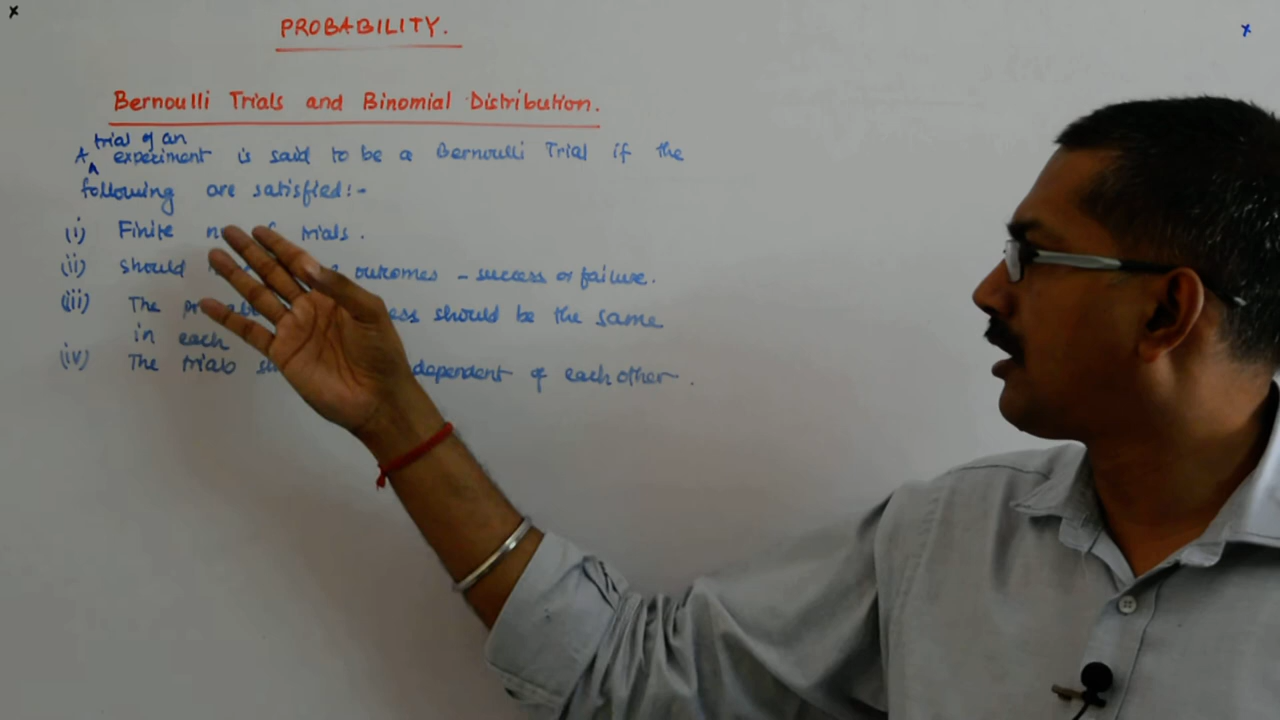 PROBABILITY.
Bernoulli Trials and Binomial Distribution.
trial of an
A experiment is said to be a Bernoulli Trial if the
following are satisfied:-
(i) Finite trials.
(ii) should outcomes - success or failure.
(iii) The should be the same
in each
(iv) The trials of each other.